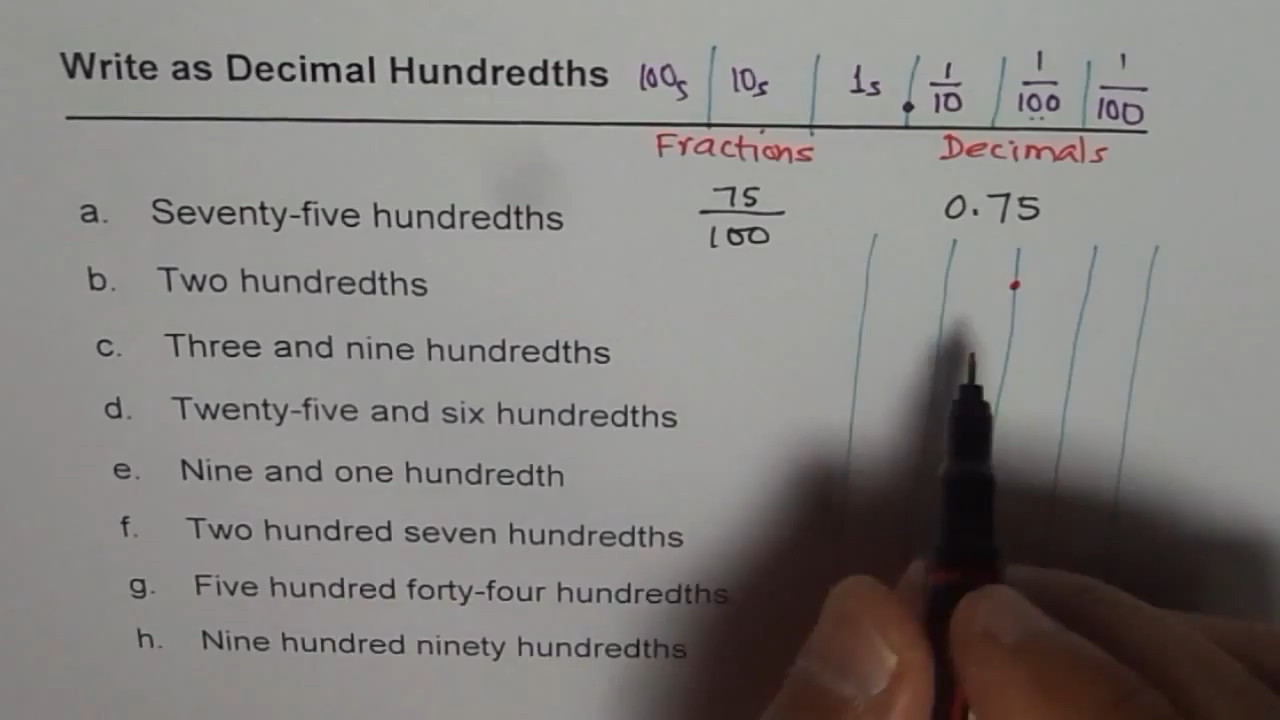 Write as Decimal Hundredths 100s 10s 1s . 1/10 1/100 1/100
Fractions Decimals
a. Seventy-five hundredths 75/100 0.75
b. Two hundredths
c. Three and nine hundredths
d. Twenty-five and six hundredths
e. Nine and one hundredth
f. Two hundred seven hundredths
g. Five hundred forty-four hundredths
h. Nine hundred ninety hundredths